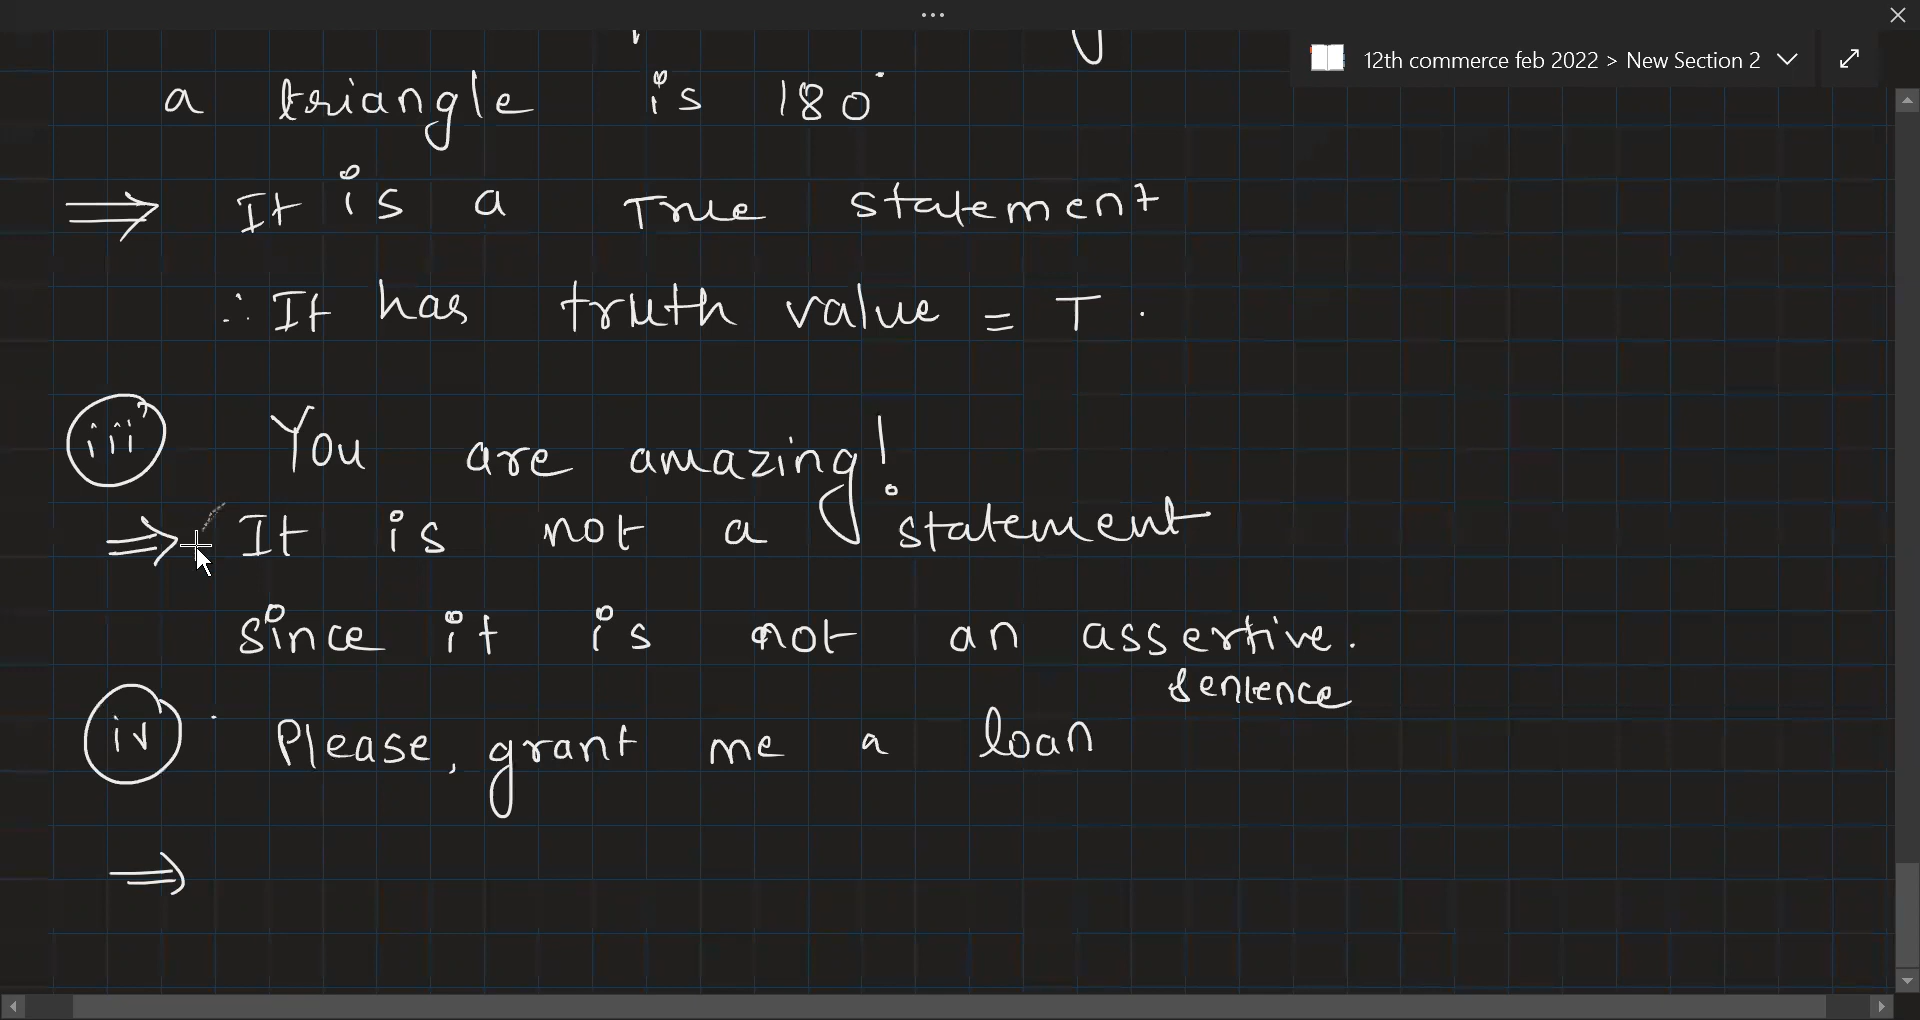 12th commerce feb 2022 > New Section 2
a triangle is 180°
⇒ It is a True statement
∴ It has truth value = T .
iii You are amazing!
⇒ It is not a statement
since it is not an assertive.
sentence
iv Please, grant me a loan
⇒